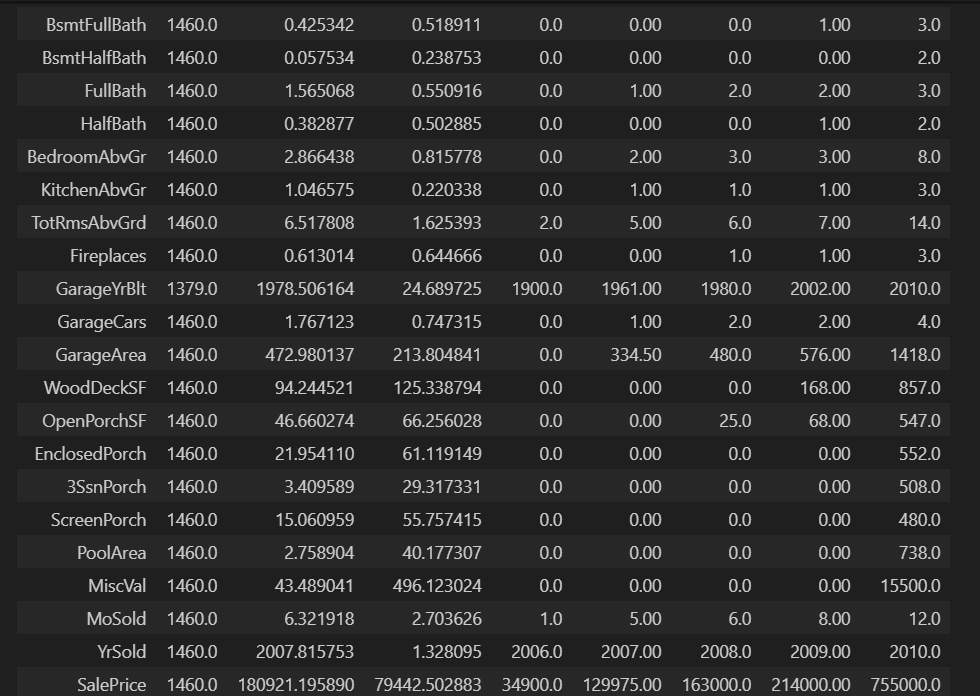 BsmtFullBath 1460.0 0.425342 0.518911 0.0 0.00 0.0 1.00 3.0
BsmtHalfBath 1460.0 0.057534 0.238753 0.0 0.00 0.0 0.00 2.0
FullBath 1460.0 1.565068 0.550916 0.0 1.00 2.0 2.00 3.0
HalfBath 1460.0 0.382877 0.502885 0.0 0.00 0.0 1.00 2.0
BedroomAbvGr 1460.0 2.866438 0.815778 0.0 2.00 3.0 3.00 8.0
KitchenAbvGr 1460.0 1.046575 0.220338 0.0 1.00 1.0 1.00 3.0
TotRmsAbvGrd 1460.0 6.517808 1.625393 2.0 5.00 6.0 7.00 14.0
Fireplaces 1460.0 0.613014 0.644666 0.0 0.00 1.0 1.00 3.0
GarageYrBlt 1379.0 1978.506164 24.689725 1900.0 1961.00 1980.0 2002.00 2010.0
GarageCars 1460.0 1.767123 0.747315 0.0 1.00 2.0 2.00 4.0
GarageArea 1460.0 472.980137 213.804841 0.0 334.50 480.0 576.00 1418.0
WoodDeckSF 1460.0 94.244521 125.338794 0.0 0.00 0.0 168.00 857.0
OpenPorchSF 1460.0 46.660274 66.256028 0.0 0.00 25.0 68.00 547.0
EnclosedPorch 1460.0 21.954110 61.119149 0.0 0.00 0.0 0.00 552.0
3SsnPorch 1460.0 3.409589 29.317331 0.0 0.00 0.0 0.00 508.0
ScreenPorch 1460.0 15.060959 55.757415 0.0 0.00 0.0 0.00 480.0
PoolArea 1460.0 2.758904 40.177307 0.0 0.00 0.0 0.00 738.0
MiscVal 1460.0 43.489041 496.123024 0.0 0.00 0.0 0.00 15500.0
MoSold 1460.0 6.321918 2.703626 1.0 5.00 6.0 8.00 12.0
YrSold 1460.0 2007.815753 1.328095 2006.0 2007.00 2008.0 2009.00 2010.0
SalePrice 1460.0 180921.195890 79442.502883 34900.0 129975.00 163000.0 214000.00 755000.0